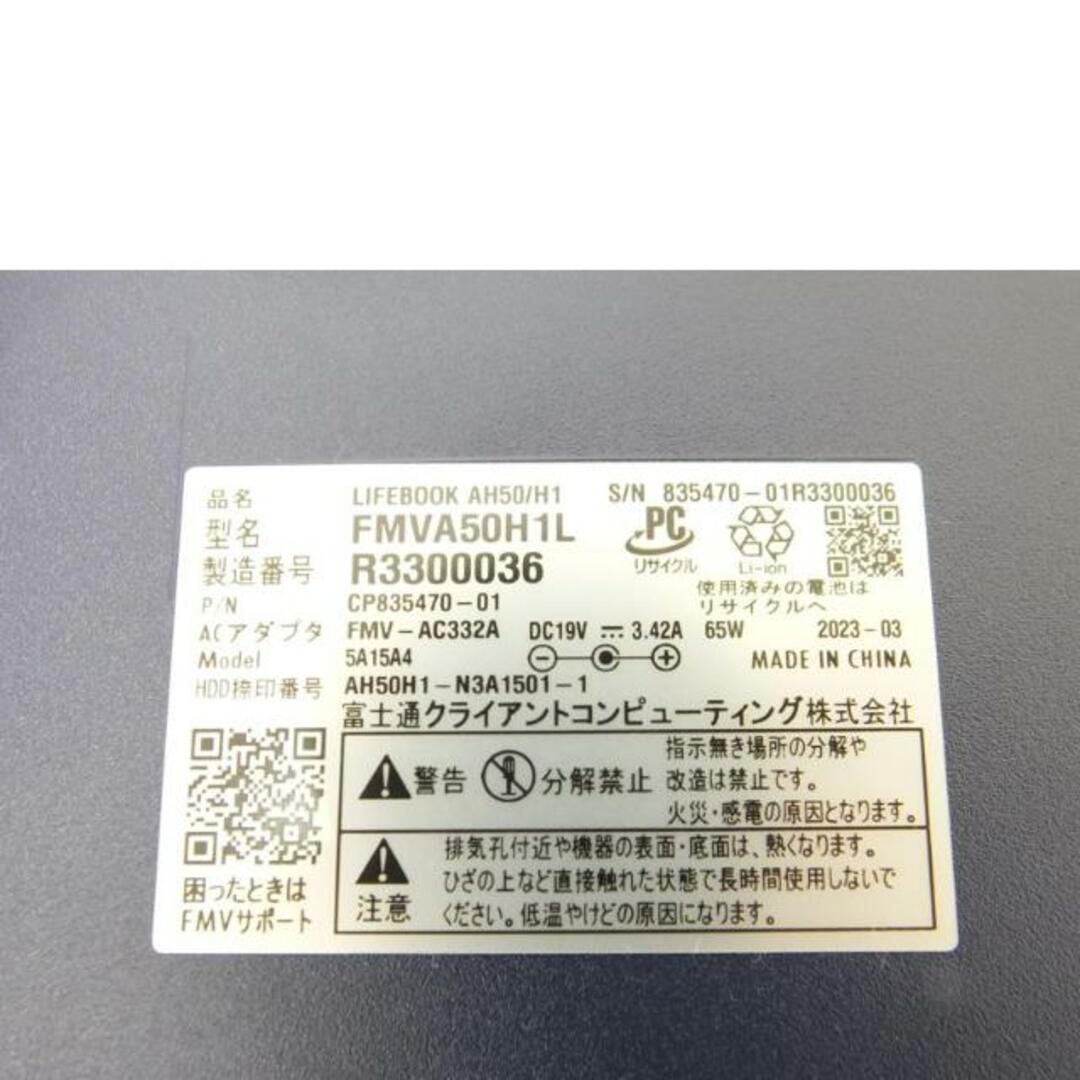 品名 LIFEBOOK AH50/H1 S/N 835470-01R3300036
型名 FMVA50H1L
製造番号 R3300036
PC リサイクル
Li-ion
使用済みの電池は
リサイクルへ
P/N CP835470-01
ACアダプタ FMV-AC332A DC19V ⎓ 3.42A 65W 2023-03
Model 5A15A4 MADE IN CHINA
HDD捺印番号 AH50H1-N3A1501-1
富士通クライアントコンピューティング株式会社
警告 分解禁止
指示無き場所の分解や
改造は禁止です。
火災・感電の原因となります。
注意
排気孔付近や機器の表面・底面は、熱くなります。
ひざの上など直接触れた状態で長時間使用しないで
ください。低温やけどの原因になります。
困ったときは
FMVサポート